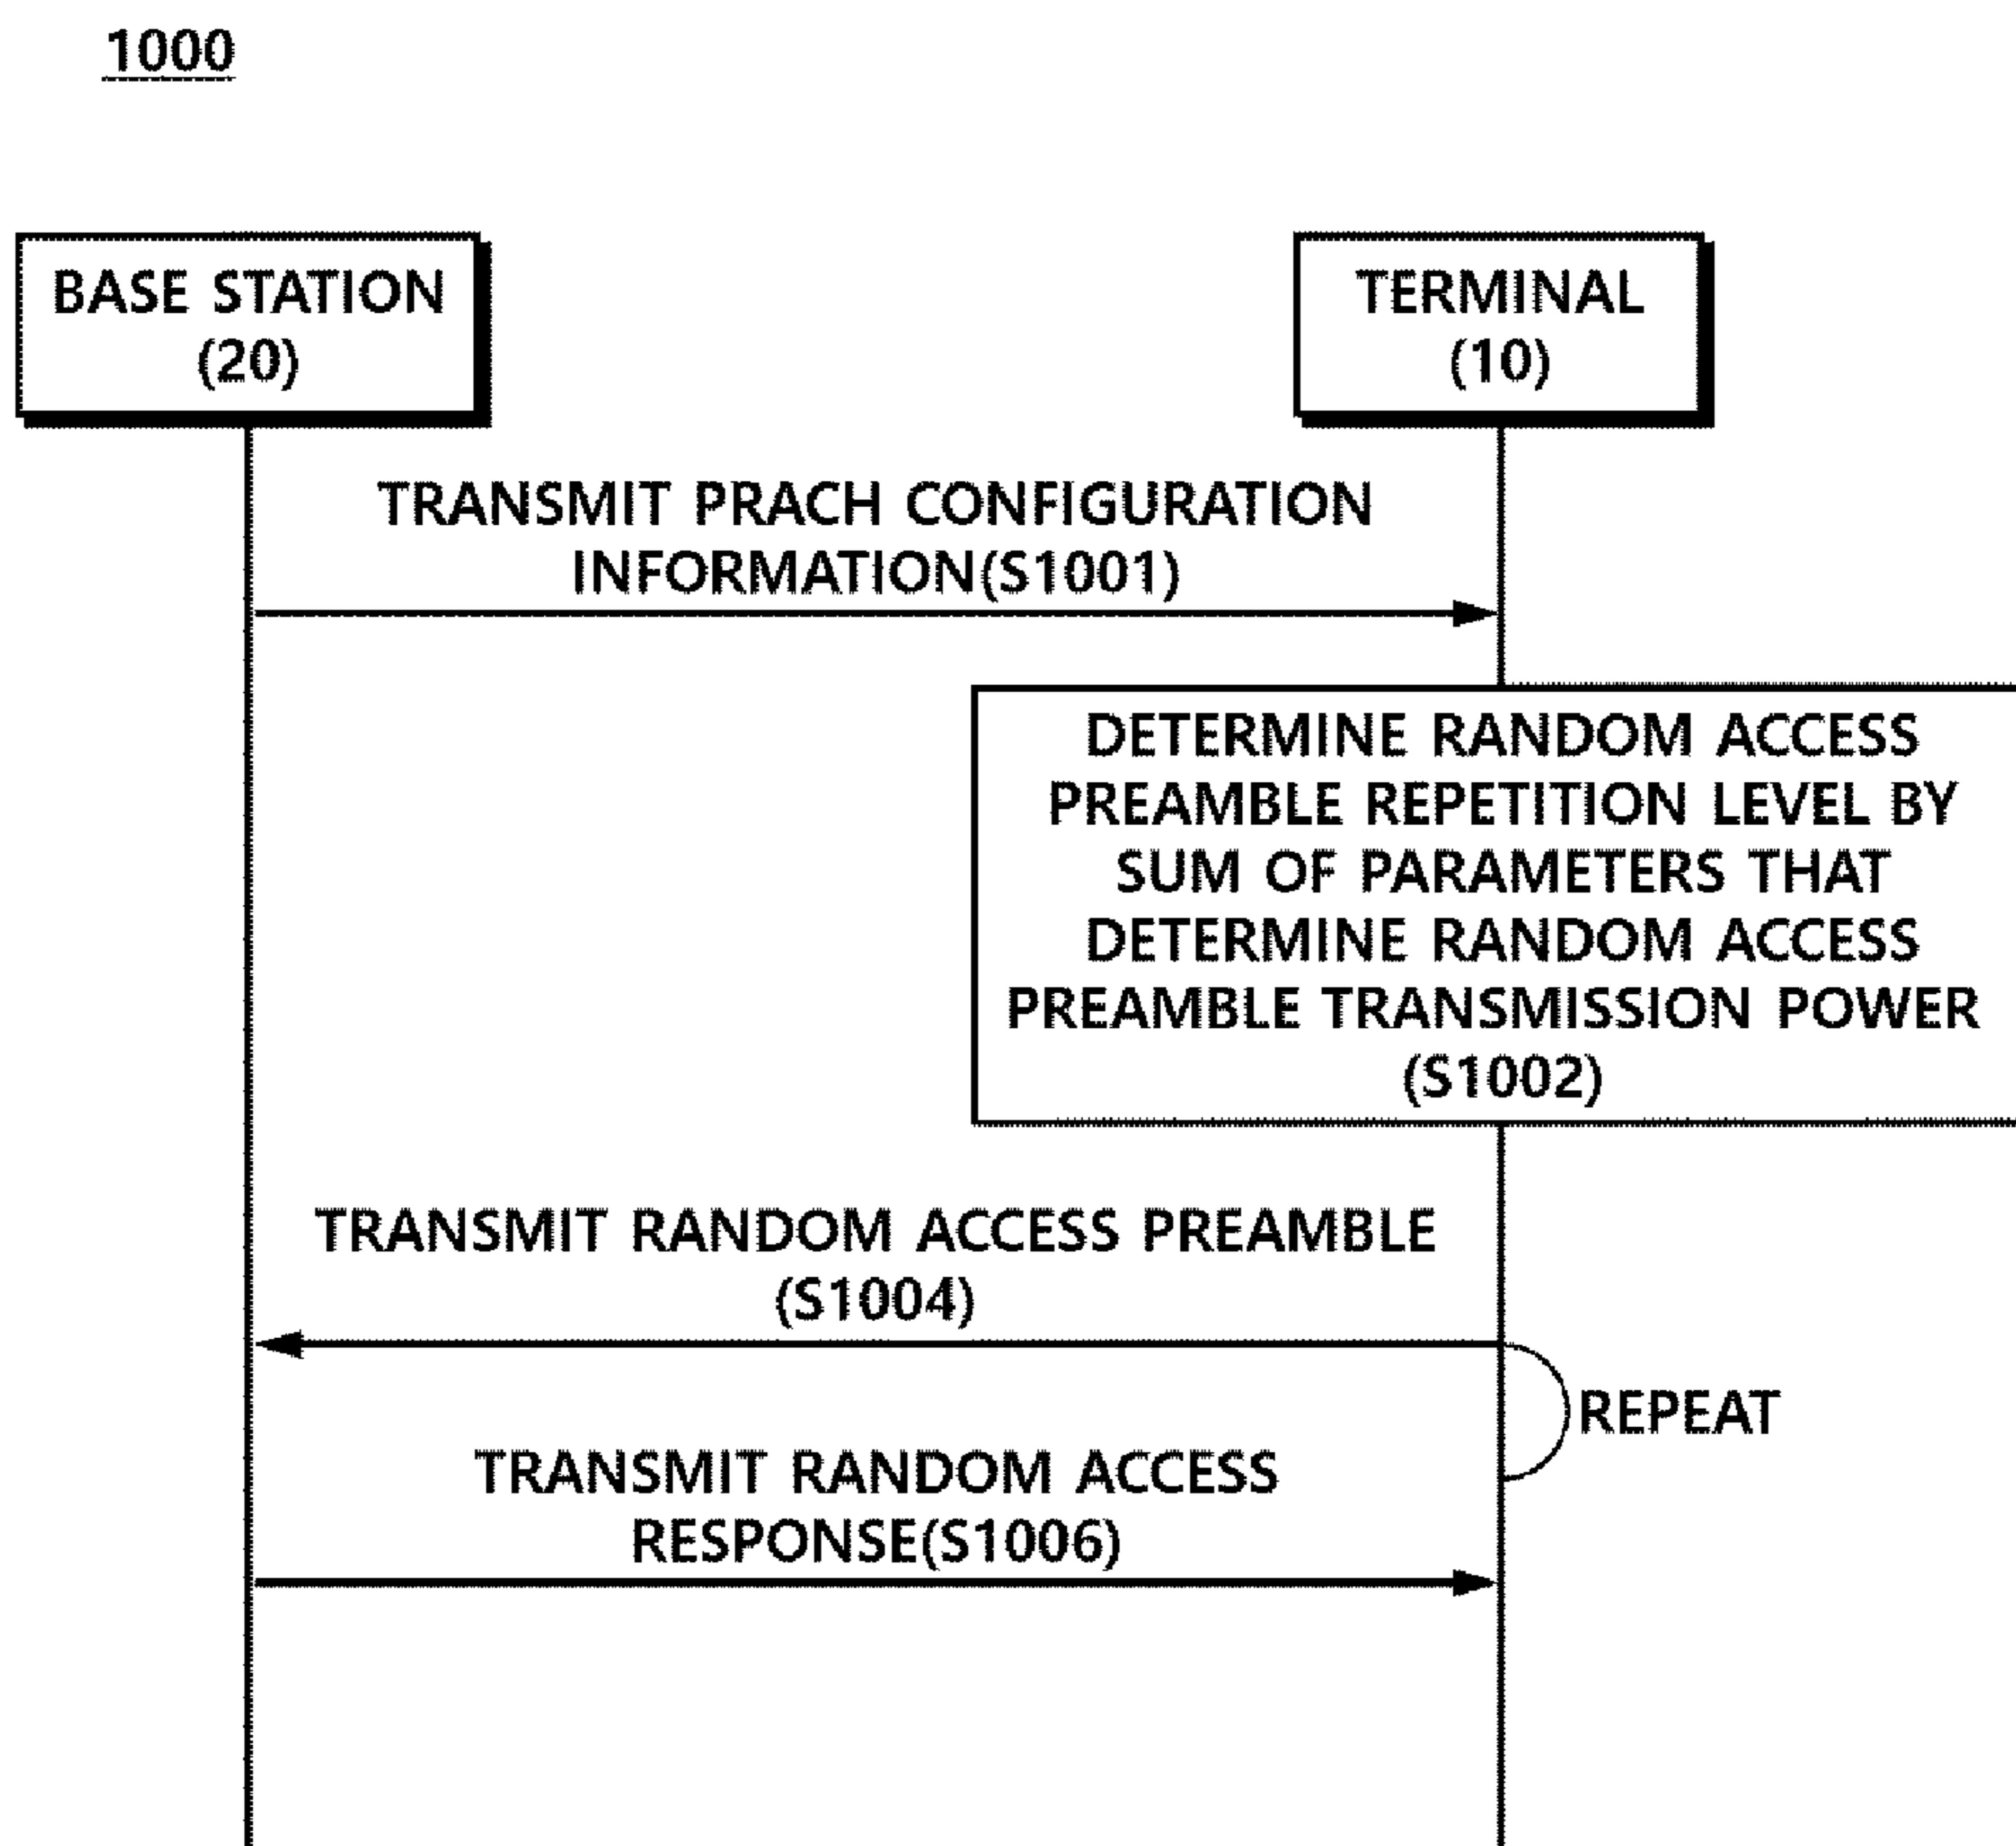 1000
BASE STATION
(20)
TERMINAL
(10)
TRANSMIT PRACH CONFIGURATION
INFORMATION(S1001)
DETERMINE RANDOM ACCESS
PREAMBLE REPETITION LEVEL BY
SUM OF PARAMETERS THAT
DETERMINE RANDOM ACCESS
PREAMBLE TRANSMISSION POWER
(S1002)
TRANSMIT RANDOM ACCESS PREAMBLE
(S1004)
REPEAT
TRANSMIT RANDOM ACCESS
RESPONSE(S1006)